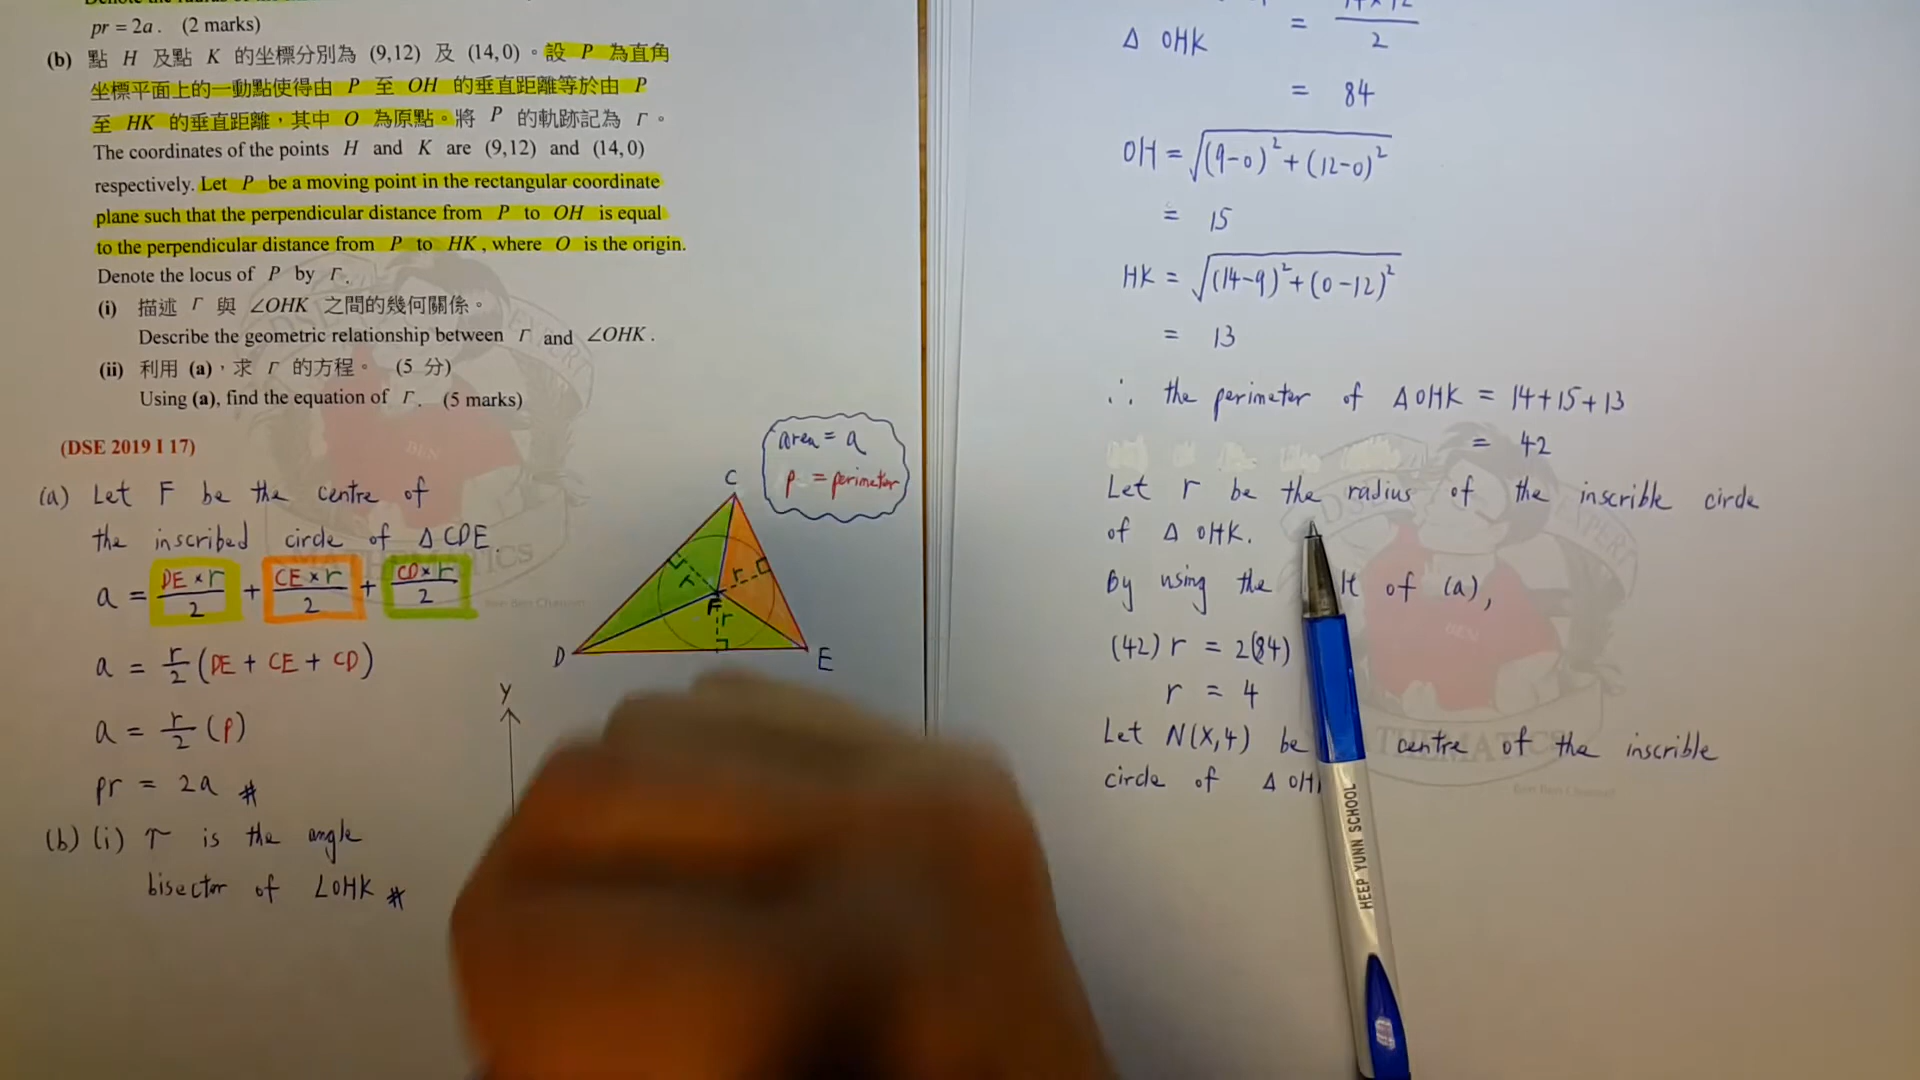 pr = 2a. (2 marks)
(b) 點 H 及點 K 的坐標分別為 (9,12) 及 (14,0)。設 P 為直角
坐標平面上的一動點使得由 P 至 OH 的垂直距離等於由 P
至 HK 的垂直距離，其中 O 為原點。將 P 的軌跡記為 Γ。
The coordinates of the points H and K are (9,12) and (14,0)
respectively. Let P be a moving point in the rectangular coordinate
plane such that the perpendicular distance from P to OH is equal
to the perpendicular distance from P to HK, where O is the origin.
Denote the locus of P by Γ.
(i) 描述 Γ 與 ∠OHK 之間的幾何關係。
Describe the geometric relationship between Γ and ∠OHK.
(ii) 利用 (a)，求 Γ 的方程。 (5 分)
Using (a), find the equation of Γ. (5 marks)
(DSE 2019 I 17)
(a) Let F be the centre of
the inscribed circle of Δ CDE.
a = DE × r / 2 + CE × r / 2 + CD × r / 2
a = r/2 (DE + CE + CD)
a = r/2 (P)
pr = 2a #
(b) (i) Γ is the angle
bisector of ∠OHK #
area = a
p = perimeter
C
r
r
F
r
D
E
y
Δ OHK = 14×12 / 2
= 84
OH = √(9-0)² + (12-0)²
= 15
HK = √(14-9)² + (0-12)²
= 13
∴ the perimeter of Δ OHK = 14+15+13
= 42
Let r be the radius of the inscrible circle
of Δ OHK.
By using the of (a),
(42) r = 2(84)
r = 4
Let N(X,4) be centre of the inscrible
circle of Δ OH
HEEP YUNN SCHOOL